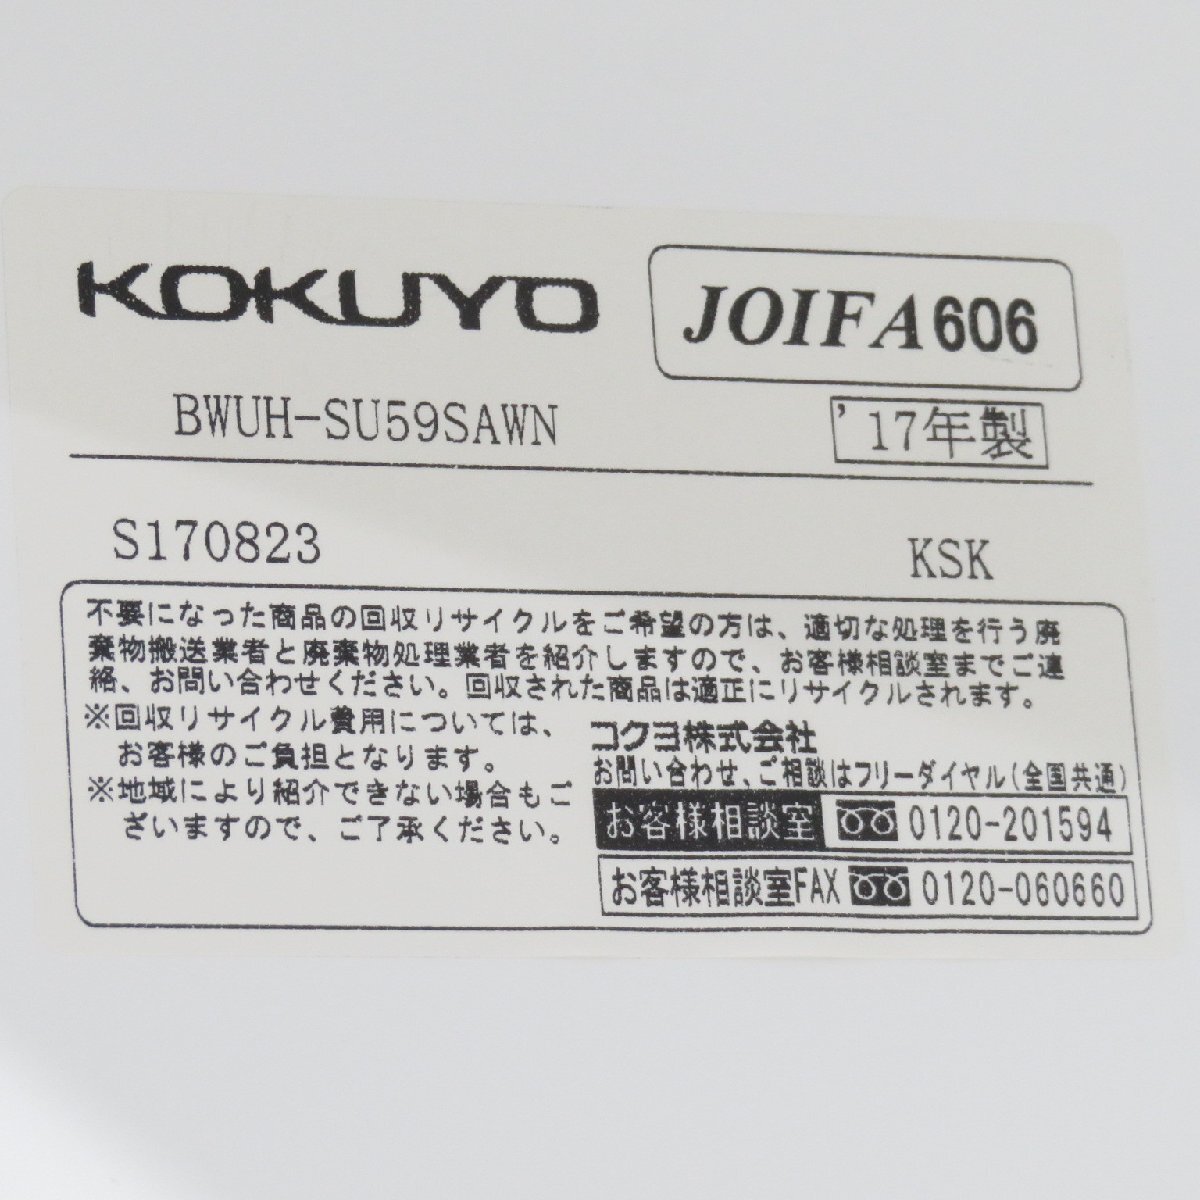 KOKUYO
JOIFA606
BWUH-SU59SAWN
'17年製
S170823
KSK
不要になった商品の回収リサイクルをご希望の方は、適切な処理を行う廃
棄物搬送業者と廃棄物処理業者を紹介しますので、お客様相談室までご連
絡、お問い合わせください。回収された商品は適正にリサイクルされます。
※回収リサイクル費用については、
お客様のご負担となります。
※地域により紹介できない場合もご
ざいますので、ご了承ください。
コクヨ株式会社
お問い合わせ、ご相談はフリーダイヤル(全国共通)
お客様相談室 0120-201594
お客様相談室FAX 0120-060660